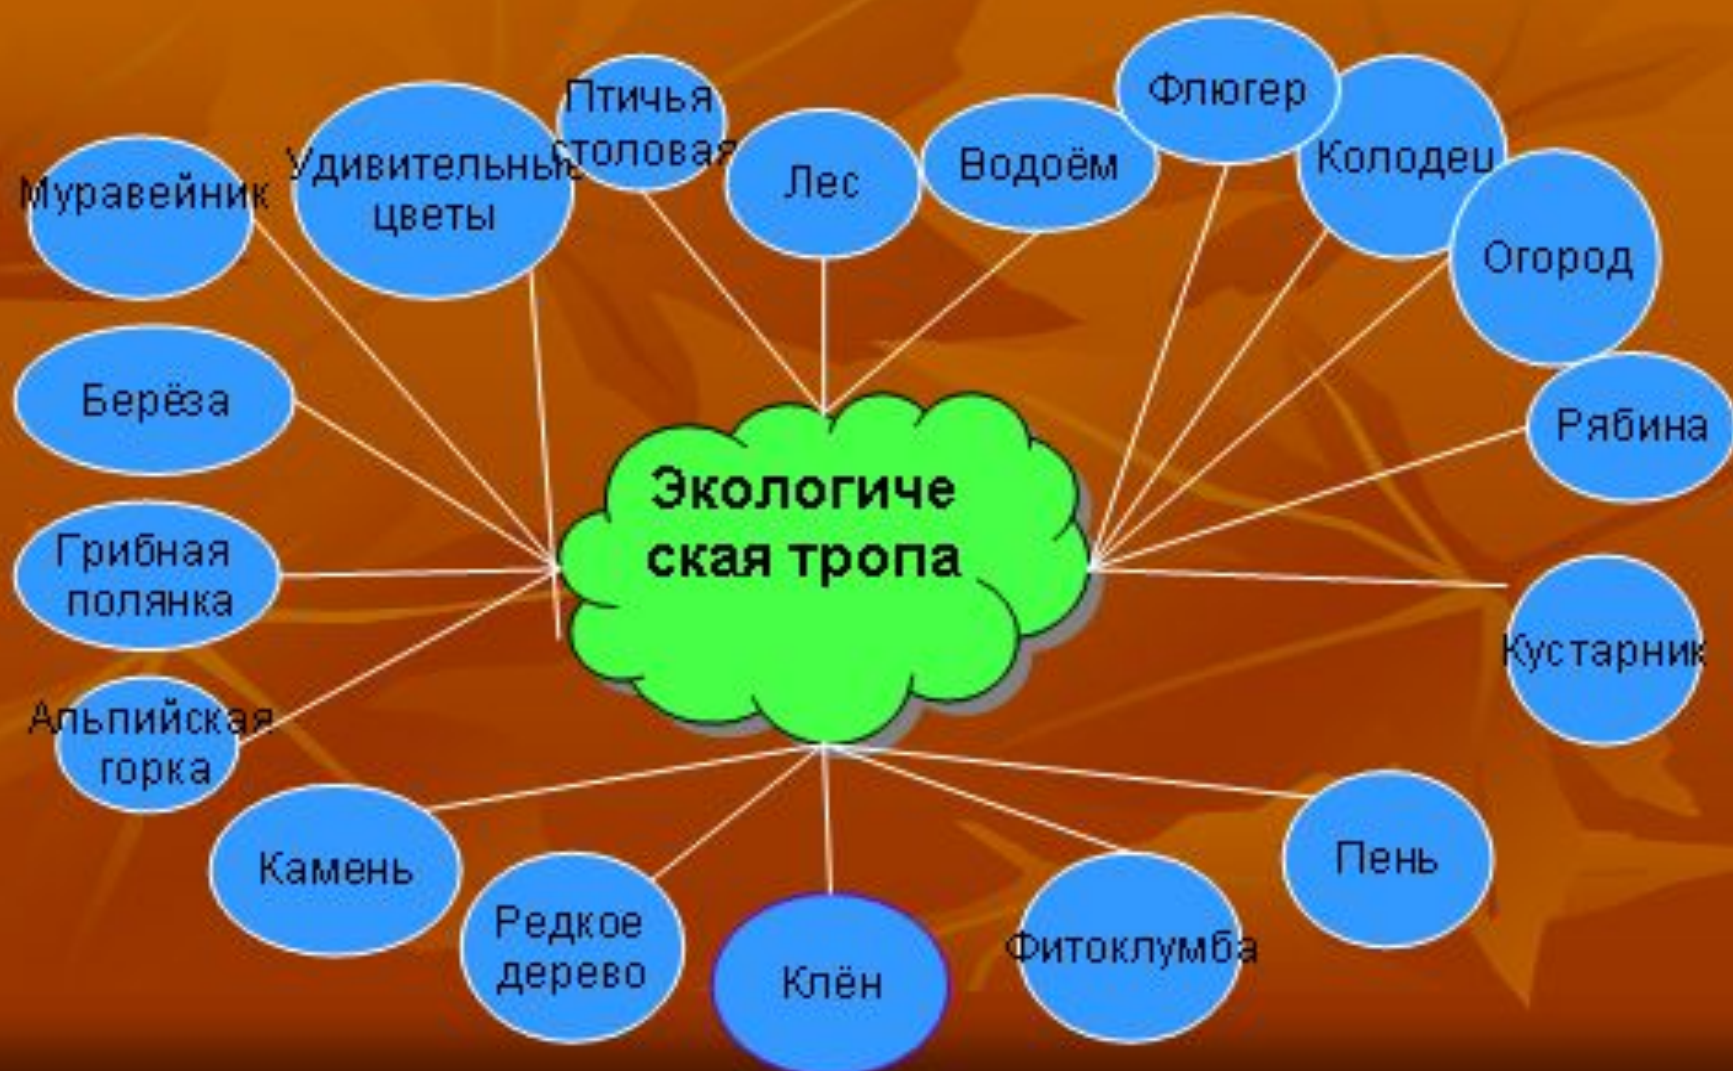 Флюгер
Птичья
столовая
Удивительные
цветы
Лес
Водоём
Колодец
Муравейник
Огород
Берёза
Рябина
Экологиче
ская тропа
Грибная
полянка
Кустарник
Альпийская
горка
Камень
Пень
Редкое
дерево
Клён
Фитоклумба